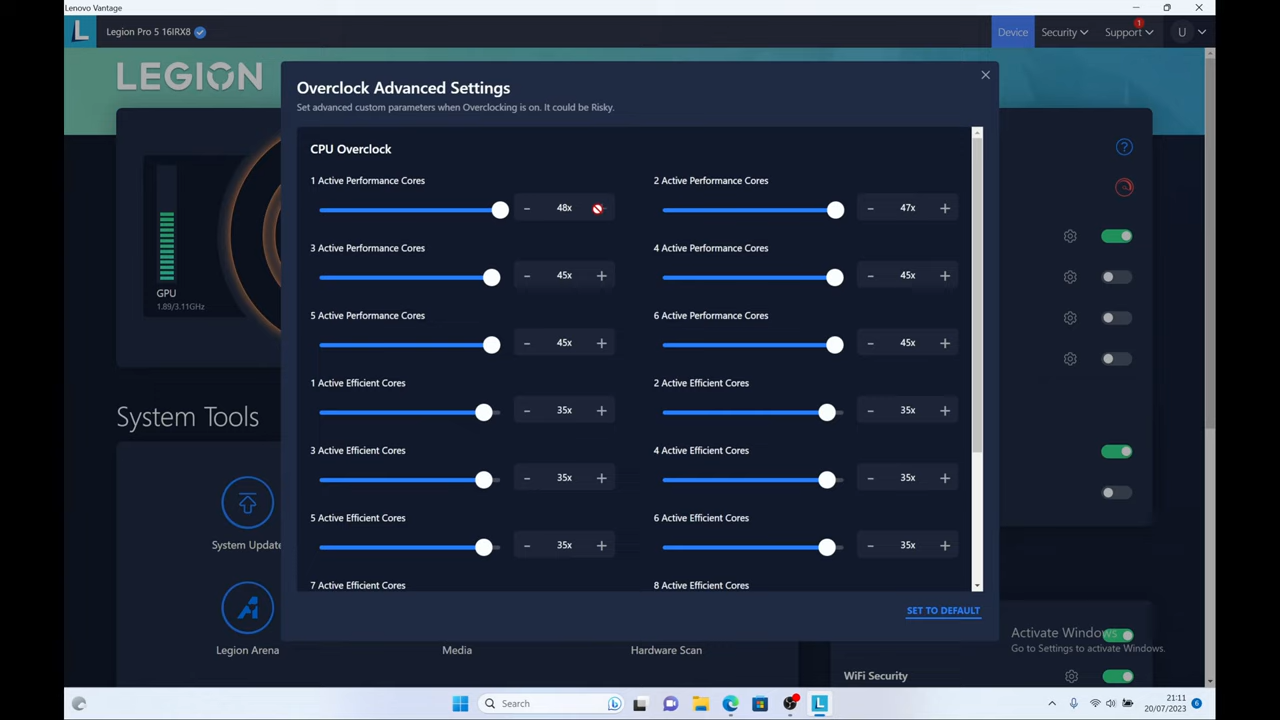 Lenovo Vantage
Legion Pro 5 16IRX8
Device
Security
Support
1
U
LEGION
Overclock Advanced Settings
Set advanced custom parameters when Overclocking is on. It could be Risky.
CPU Overclock
1 Active Performance Cores
48x
2 Active Performance Cores
47x
3 Active Performance Cores
45x
4 Active Performance Cores
45x
5 Active Performance Cores
45x
6 Active Performance Cores
45x
1 Active Efficient Cores
35x
2 Active Efficient Cores
35x
3 Active Efficient Cores
35x
4 Active Efficient Cores
35x
5 Active Efficient Cores
35x
6 Active Efficient Cores
35x
7 Active Efficient Cores
8 Active Efficient Cores
SET TO DEFAULT
GPU
1.89/3.11GHz
System Tools
System Update
Legion Arena
Media
Hardware Scan
Activate Windows
Go to Settings to activate Windows.
WiFi Security
Search
21:11
20/07/2023
6